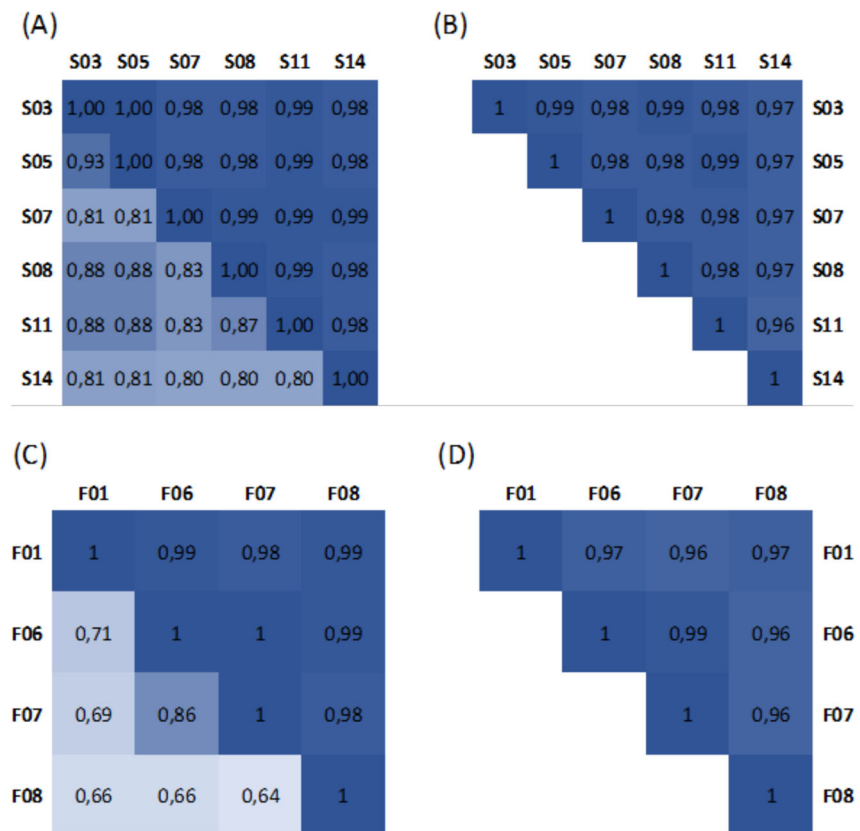 (A) (B)
S03 S05 S07 S08 S11 S14 S03 S05 S07 S08 S11 S14
S03 1,00 1,00 0,98 0,98 0,99 0,98 1 0,99 0,98 0,99 0,98 0,97 S03
S05 0,93 1,00 0,98 0,98 0,99 0,98 1 0,98 0,98 0,99 0,97 S05
S07 0,81 0,81 1,00 0,99 0,99 0,99 1 0,98 0,98 0,97 S07
S08 0,88 0,88 0,83 1,00 0,99 0,98 1 0,98 0,97 S08
S11 0,88 0,88 0,83 0,87 1,00 0,98 1 0,96 S11
S14 0,81 0,81 0,80 0,80 0,80 1,00 1 S14
(C) (D)
F01 F06 F07 F08 F01 F06 F07 F08
F01 1 0,99 0,98 0,99 1 0,97 0,96 0,97 F01
F06 0,71 1 1 0,99 1 0,99 0,96 F06
F07 0,69 0,86 1 0,98 1 0,96 F07
F08 0,66 0,66 0,64 1 1 F08